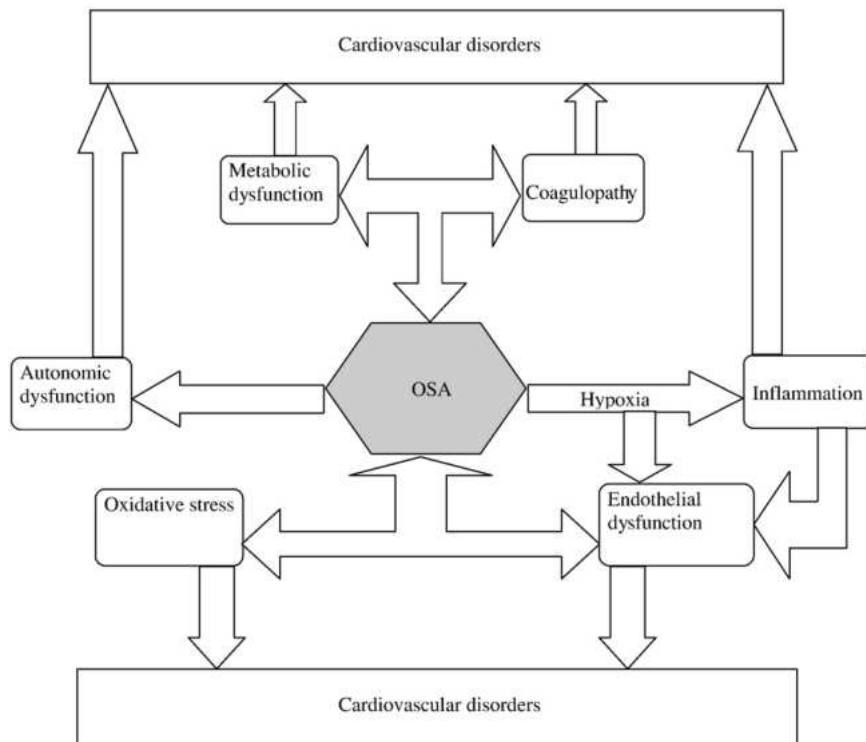 Cardiovascular disorders
Metabolic
dysfunction
Coagulopathy
Autonomic
dysfunction
OSA
Hypoxia
Inflammation
Oxidative stress
Endothelial
dysfunction
Cardiovascular disorders